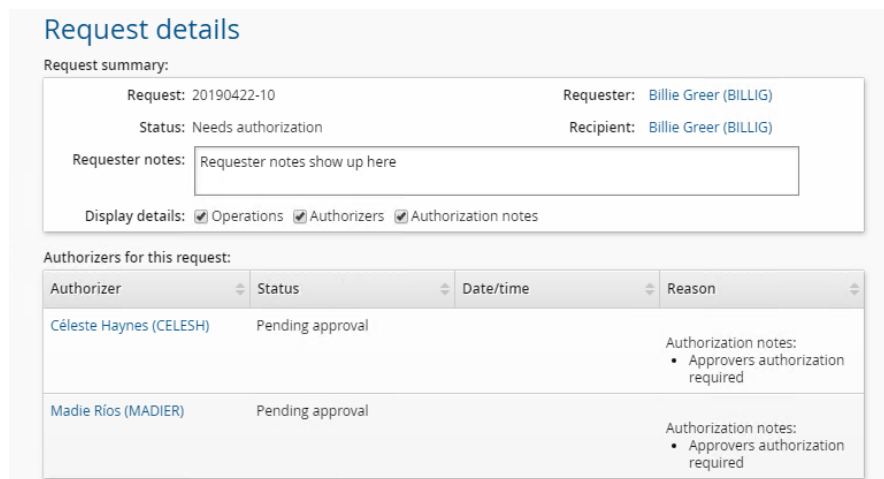 Request details
Request summary:
Request: 20190422-10 Requester: Billie Greer (BILLIG)
Status: Needs authorization Recipient: Billie Greer (BILLIG)
Requester notes: Requester notes show up here
Display details: Operations Authorizers Authorization notes
Authorizers for this request:
Authorizer Status Date/time Reason
Céleste Haynes (CELESH) Pending approval
Authorization notes:
• Approvers authorization
required
Madie Ríos (MADIER) Pending approval
Authorization notes:
• Approvers authorization
required